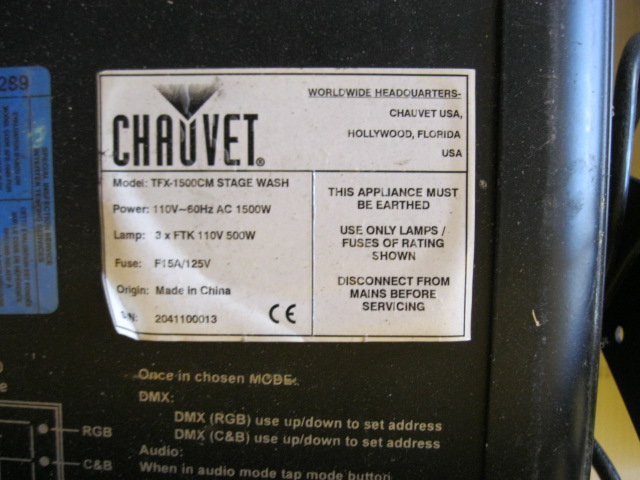 289
CHAUVET®
WORLDWIDE HEADQUARTERS-
CHAUVET USA,
HOLLYWOOD, FLORIDA
USA
Model: TFX-1500CM STAGE WASH
Power: 110V~60Hz AC 1500W
Lamp: 3 x FTK 110V 500W
Fuse: F15A/125V
Origin: Made in China
2041100013
CE
THIS APPLIANCE MUST
BE EARTHED
USE ONLY LAMPS /
FUSES OF RATING
SHOWN
DISCONNECT FROM
MAINS BEFORE
SERVICING
Once in chosen MODE:
DMX:
DMX (RGB) use up/down to set address
DMX (C&B) use up/down to set address
Audio:
When in audio mode tap mode button
RGB
C&B